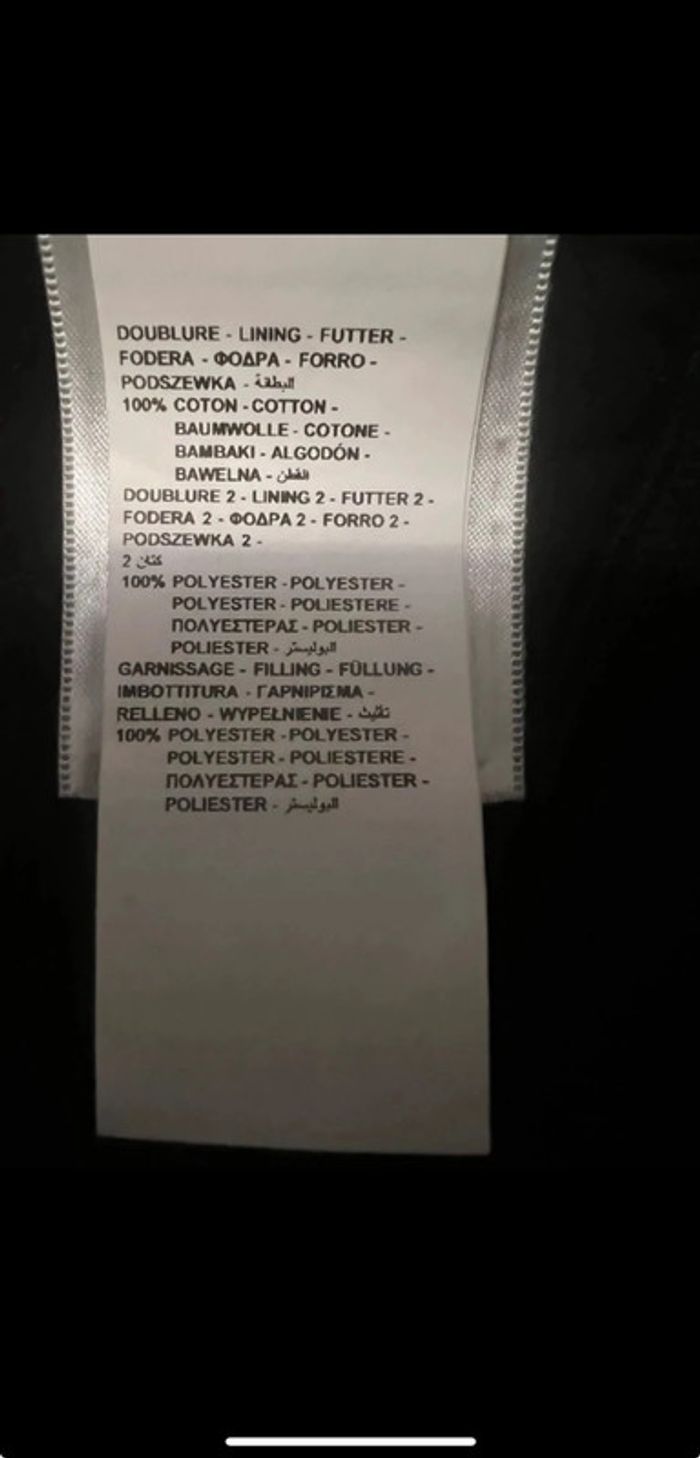 DOUBLURE - LINING - FUTTER -
FODERA - ΦΟΔΡΑ - FORRO -
PODSZEWKA - البطقة
100% COTON - COTTON -
BAUMWOLLE - COTONE -
BAMBAKI - ALGODÓN -
BAWELNA - القطن
DOUBLURE 2 - LINING 2 - FUTTER 2 -
FODERA 2 - ΦΟΔΡΑ 2 - FORRO 2 -
PODSZEWKA 2 -
2 كتان
100% POLYESTER - POLYESTER -
POLYESTER - POLIESTERE -
ΠΟΛΥΕΣΤΕΡΑΣ - POLIESTER -
POLIESTER - البوليستر
GARNISSAGE - FILLING - FÜLLUNG -
IMBOTTITURA - ΓΑΡΝΙΡΙΣΜΑ -
RELLENO - WYPEŁNIENIE -
100% POLYESTER - POLYESTER -
POLYESTER - POLIESTERE -
ΠΟΛΥΕΣΤΕΡΑΣ - POLIESTER -
POLIESTER - البوليستر